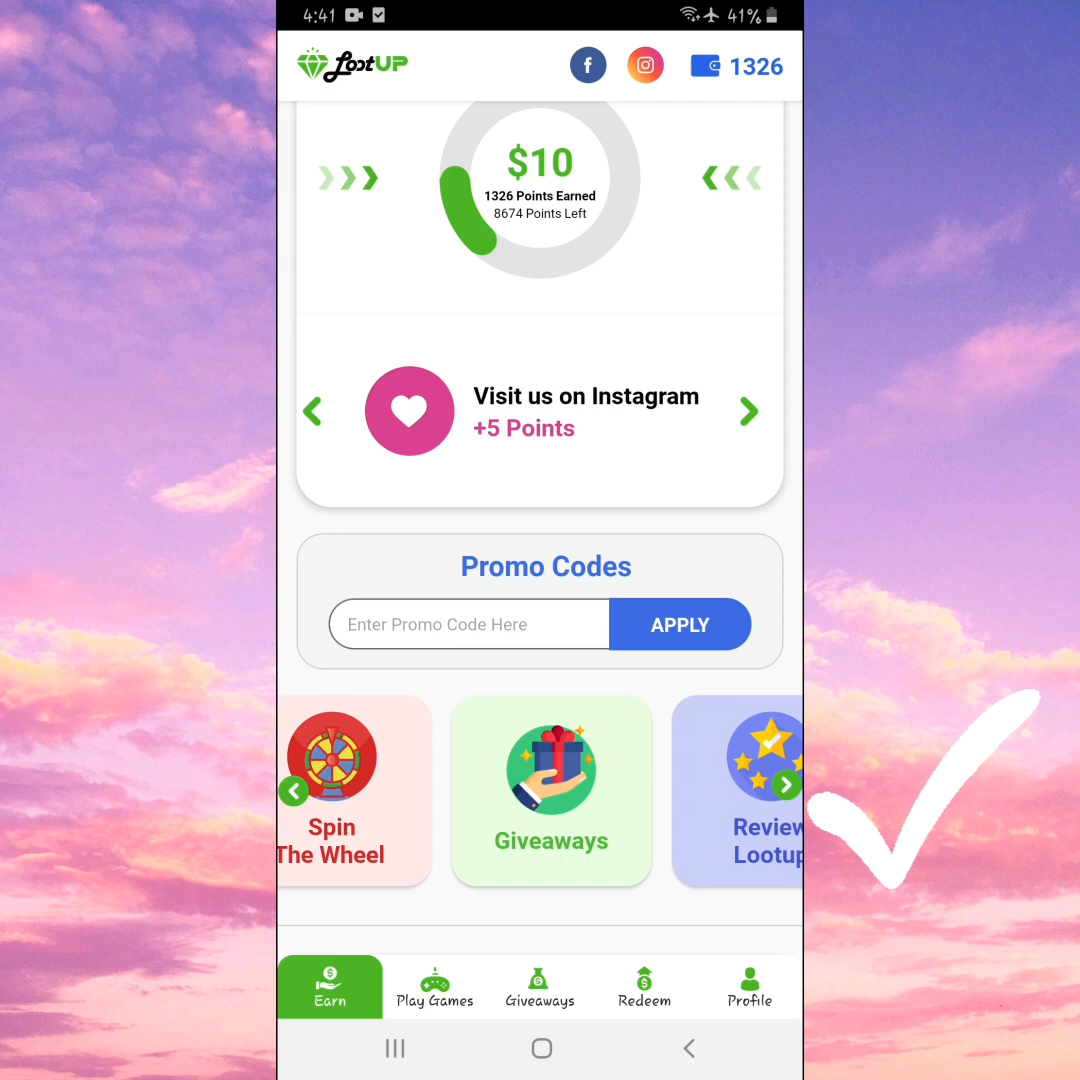 4:41
41%
LootUP
1326
$10
1326 Points Earned
8674 Points Left
Visit us on Instagram
+5 Points
Promo Codes
Enter Promo Code Here
APPLY
Spin
The Wheel
Giveaways
Review
Lootup
Earn
Play Games
Giveaways
Redeem
Profile